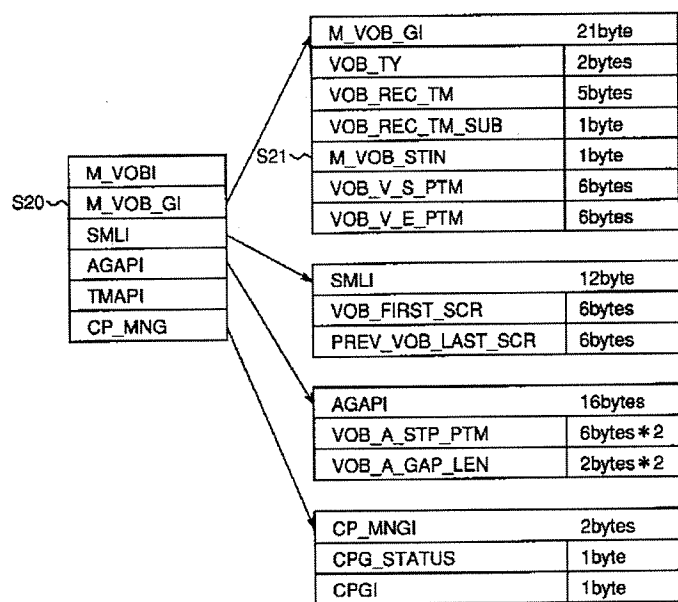 M_VOB_GI 21byte
VOB_TY 2bytes
VOB_REC_TM 5bytes
VOB_REC_TM_SUB 1byte
S21 M_VOB_STIN 1byte
VOB_V_S_PTM 6bytes
VOB_V_E_PTM 6bytes
M_VOBI
S20 M_VOB_GI
SMLI
AGAPI
TMAPI
CP_MNG
SMLI 12byte
VOB_FIRST_SCR 6bytes
PREV_VOB_LAST_SCR 6bytes
AGAPI 16bytes
VOB_A_STP_PTM 6bytes*2
VOB_A_GAP_LEN 2bytes*2
CP_MNGI 2bytes
CPG_STATUS 1byte
CPGI 1byte